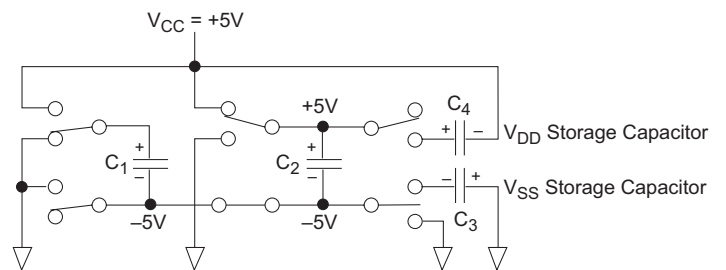 V_CC = +5V
+5V
C_4
+ −
V_DD Storage Capacitor
+
C_1
−
+
C_2
−
− +
V_SS Storage Capacitor
C_3
−5V
−5V